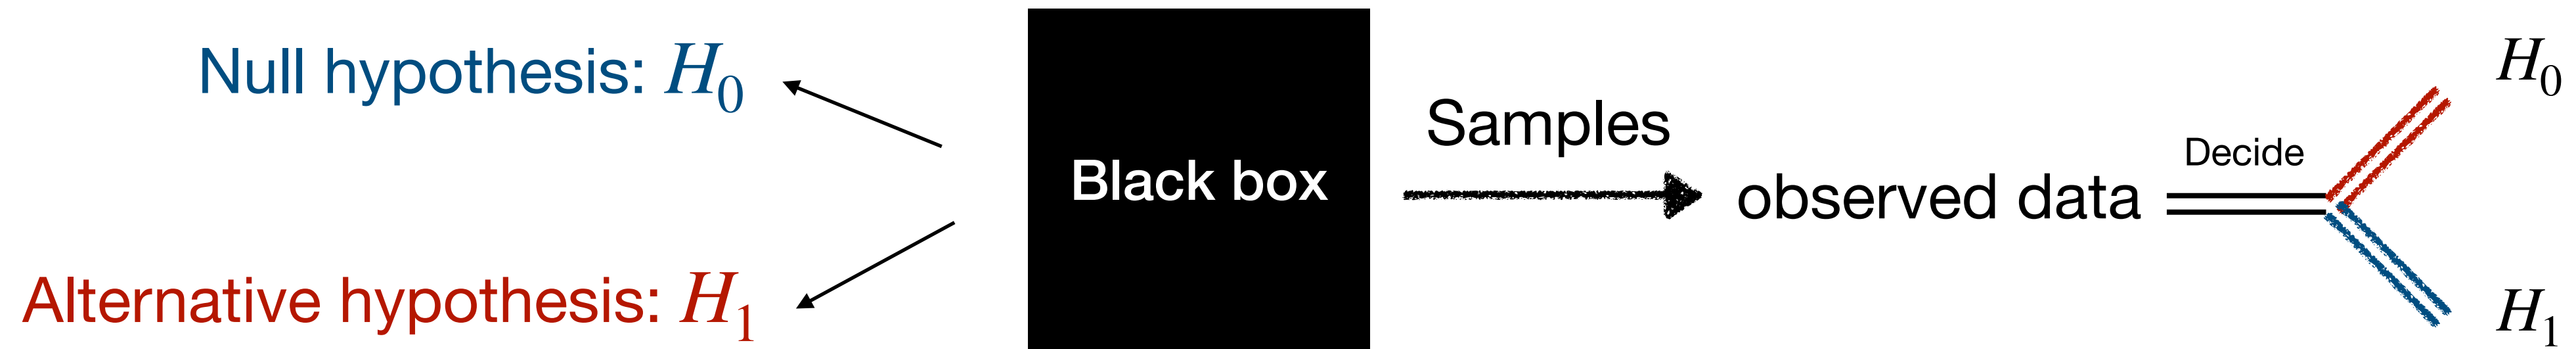 Null hypothesis: H₀
Alternative hypothesis: H₁
Black box
Samples
observed data
Decide
H₀
H₁